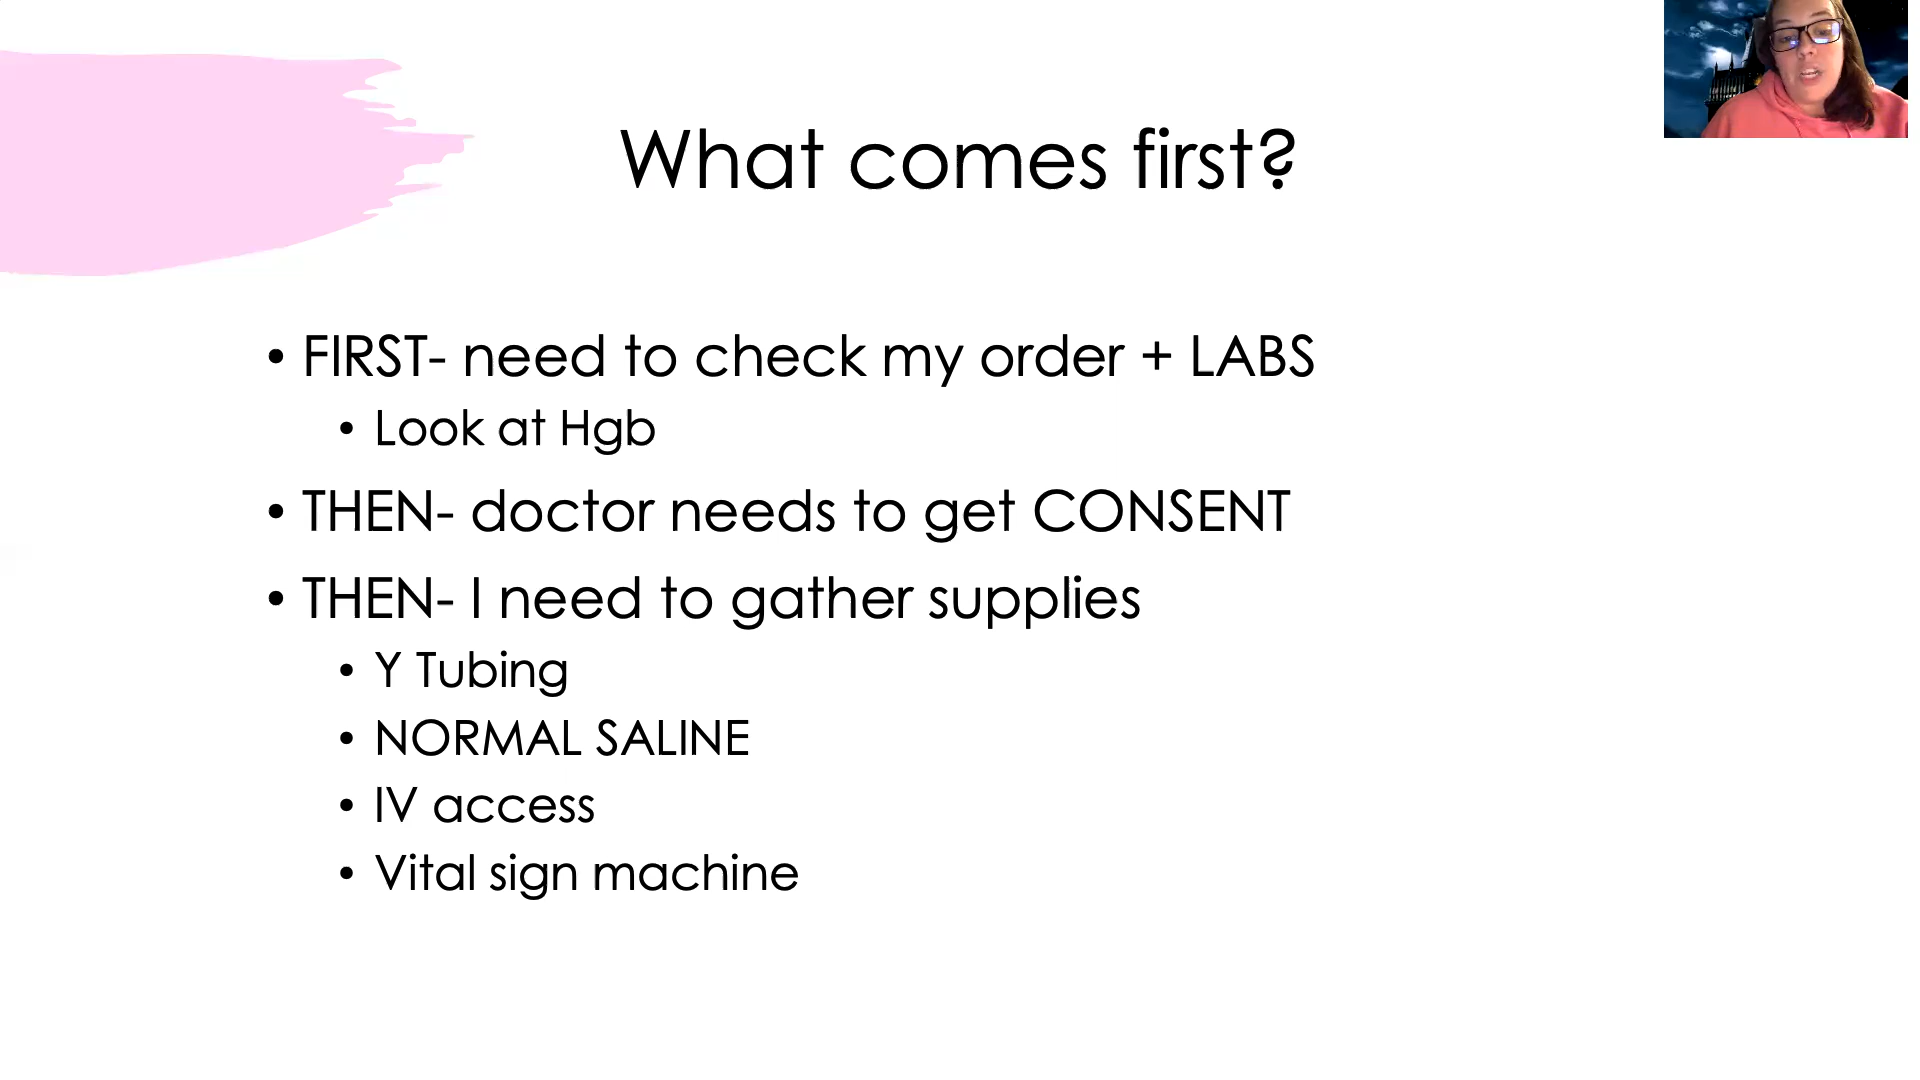 What comes first?
• FIRST- need to check my order + LABS
• Look at Hgb
• THEN- doctor needs to get CONSENT
• THEN- I need to gather supplies
• Y Tubing
• NORMAL SALINE
• IV access
• Vital sign machine